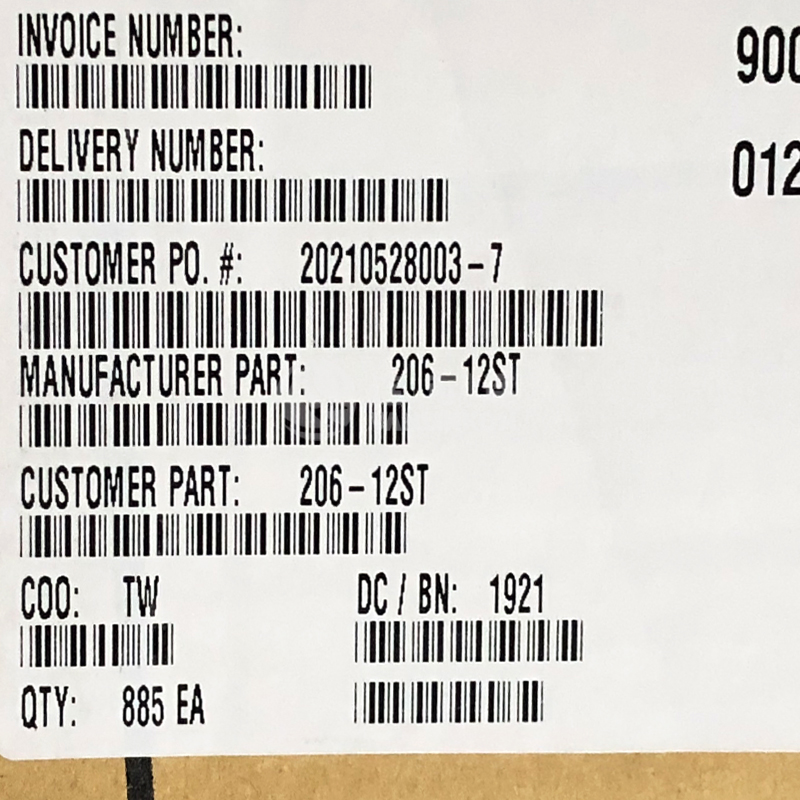 INVOICE NUMBER: 900
DELIVERY NUMBER: 012
CUSTOMER PO. #: 20210528003-7
MANUFACTURER PART: 206-12ST
CUSTOMER PART: 206-12ST
COO: TW DC / BN: 1921
QTY: 885 EA